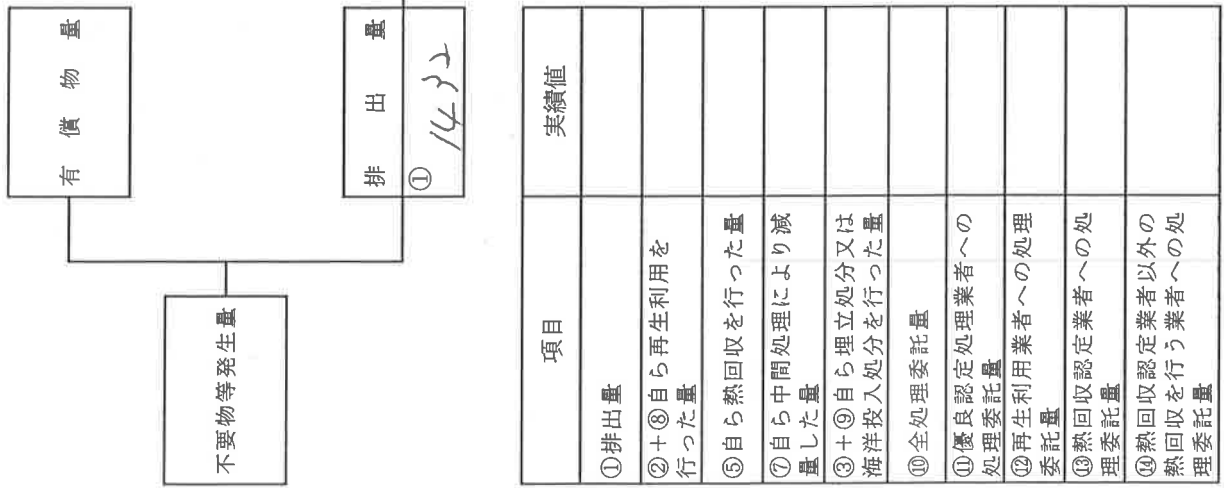 有償物量
不要物等発生量
排出量
①
1432
項目
実績値
①排出量
②+⑧自ら再生利用を
行った量
⑤自ら熱回収を行った量
⑦自ら中間処理により減
量した量
③+⑨自ら埋立処分又は
海洋投入処分を行った量
⑩全処理委託量
⑪優良認定処理業者への
処理委託量
⑫再生利用業者への処理
委託量
⑬熱回収認定業者への処
理委託量
⑭熱回収認定業者以外の
熱回収を行う業者への処
理委託量